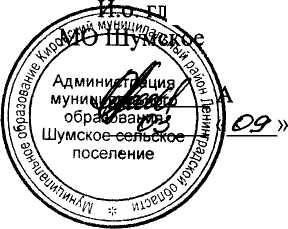 И.о. гл
МО Шумское
Муниципальное образование Кировский муниципальный район Ленинградской области
Администрация
муниципального
образования
Шумское сельское
поселение
А
« 09 »